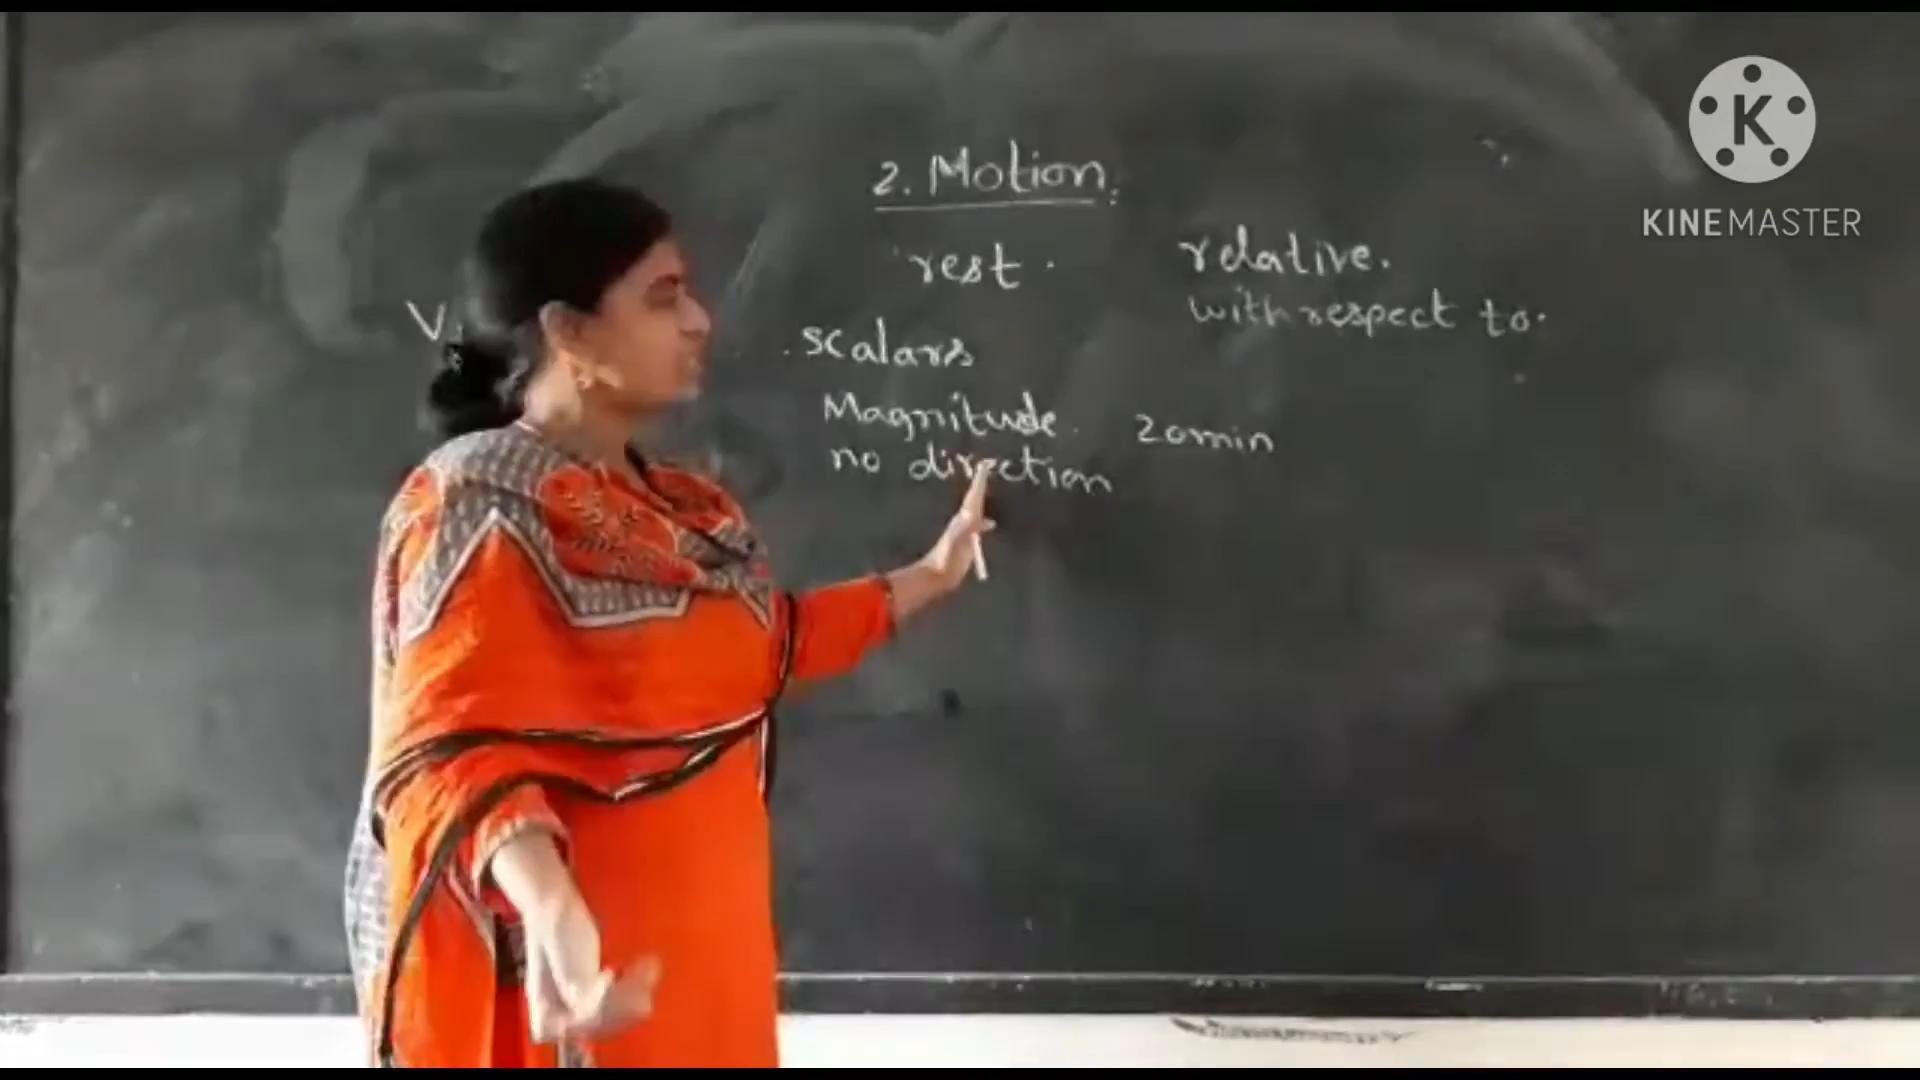 2. Motion.
rest.
relative.
with respect to.
scalars
Magnitude. 20min
no direction
K
KINEMASTER